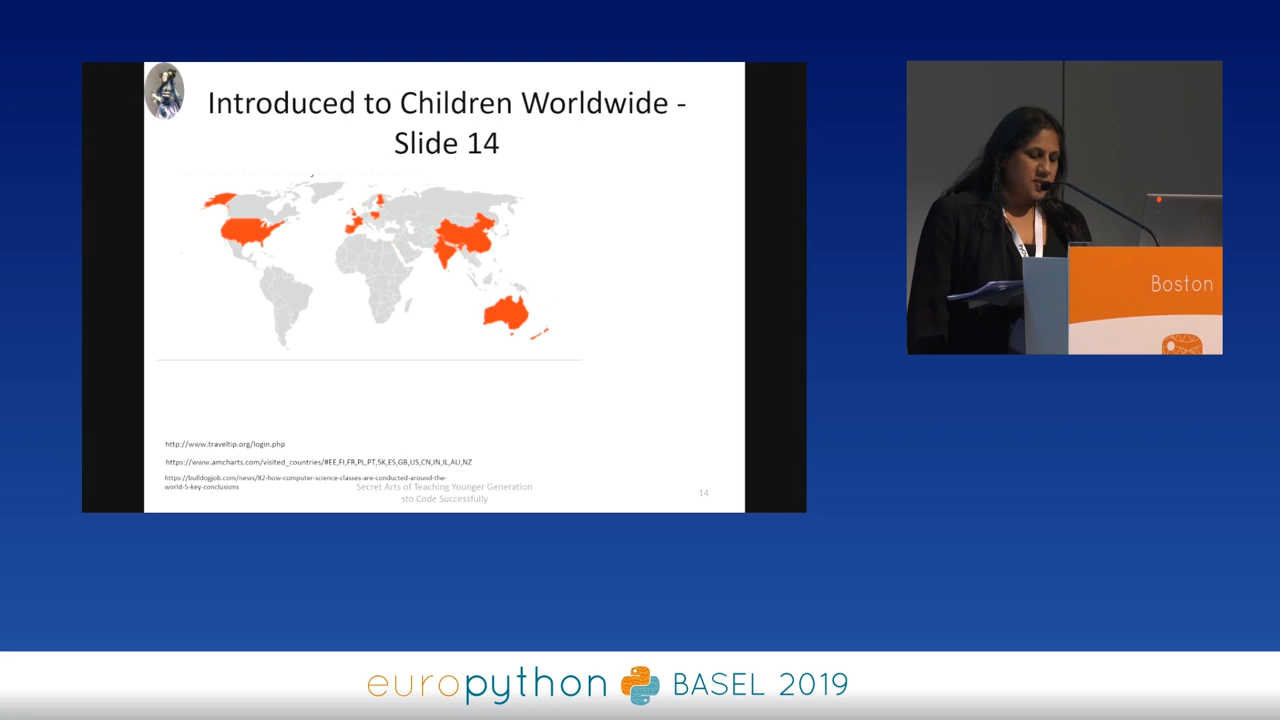 Introduced to Children Worldwide -
Slide 14
http://www.traveltip.org/login.php
https://www.amcharts.com/visited_countries/#EE,FI,FR,PL,PT,SK,ES,GB,US,CN,IN,IL,AU,NZ
https://bulldogjob.com/news/82-how-computer-science-classes-are-conducted-around-the-
world-5-key-conclusions
Secret Arts of Teaching Younger Generation
sto Code Successfully
14
Boston
europython BASEL 2019